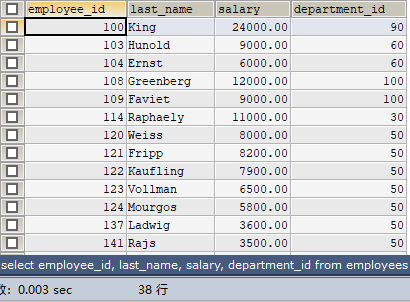 employee_id last_name salary department_id
100 King 24000.00 90
103 Hunold 9000.00 60
104 Ernst 6000.00 60
108 Greenberg 12000.00 100
109 Faviet 9000.00 100
114 Raphaely 11000.00 30
120 Weiss 8000.00 50
121 Fripp 8200.00 50
122 Kaufling 7900.00 50
123 Vollman 6500.00 50
124 Mourgos 5800.00 50
137 Ladwig 3600.00 50
141 Rajs 3500.00 50
select employee_id, last_name, salary, department_id from employees
: 0.003 sec 38 行